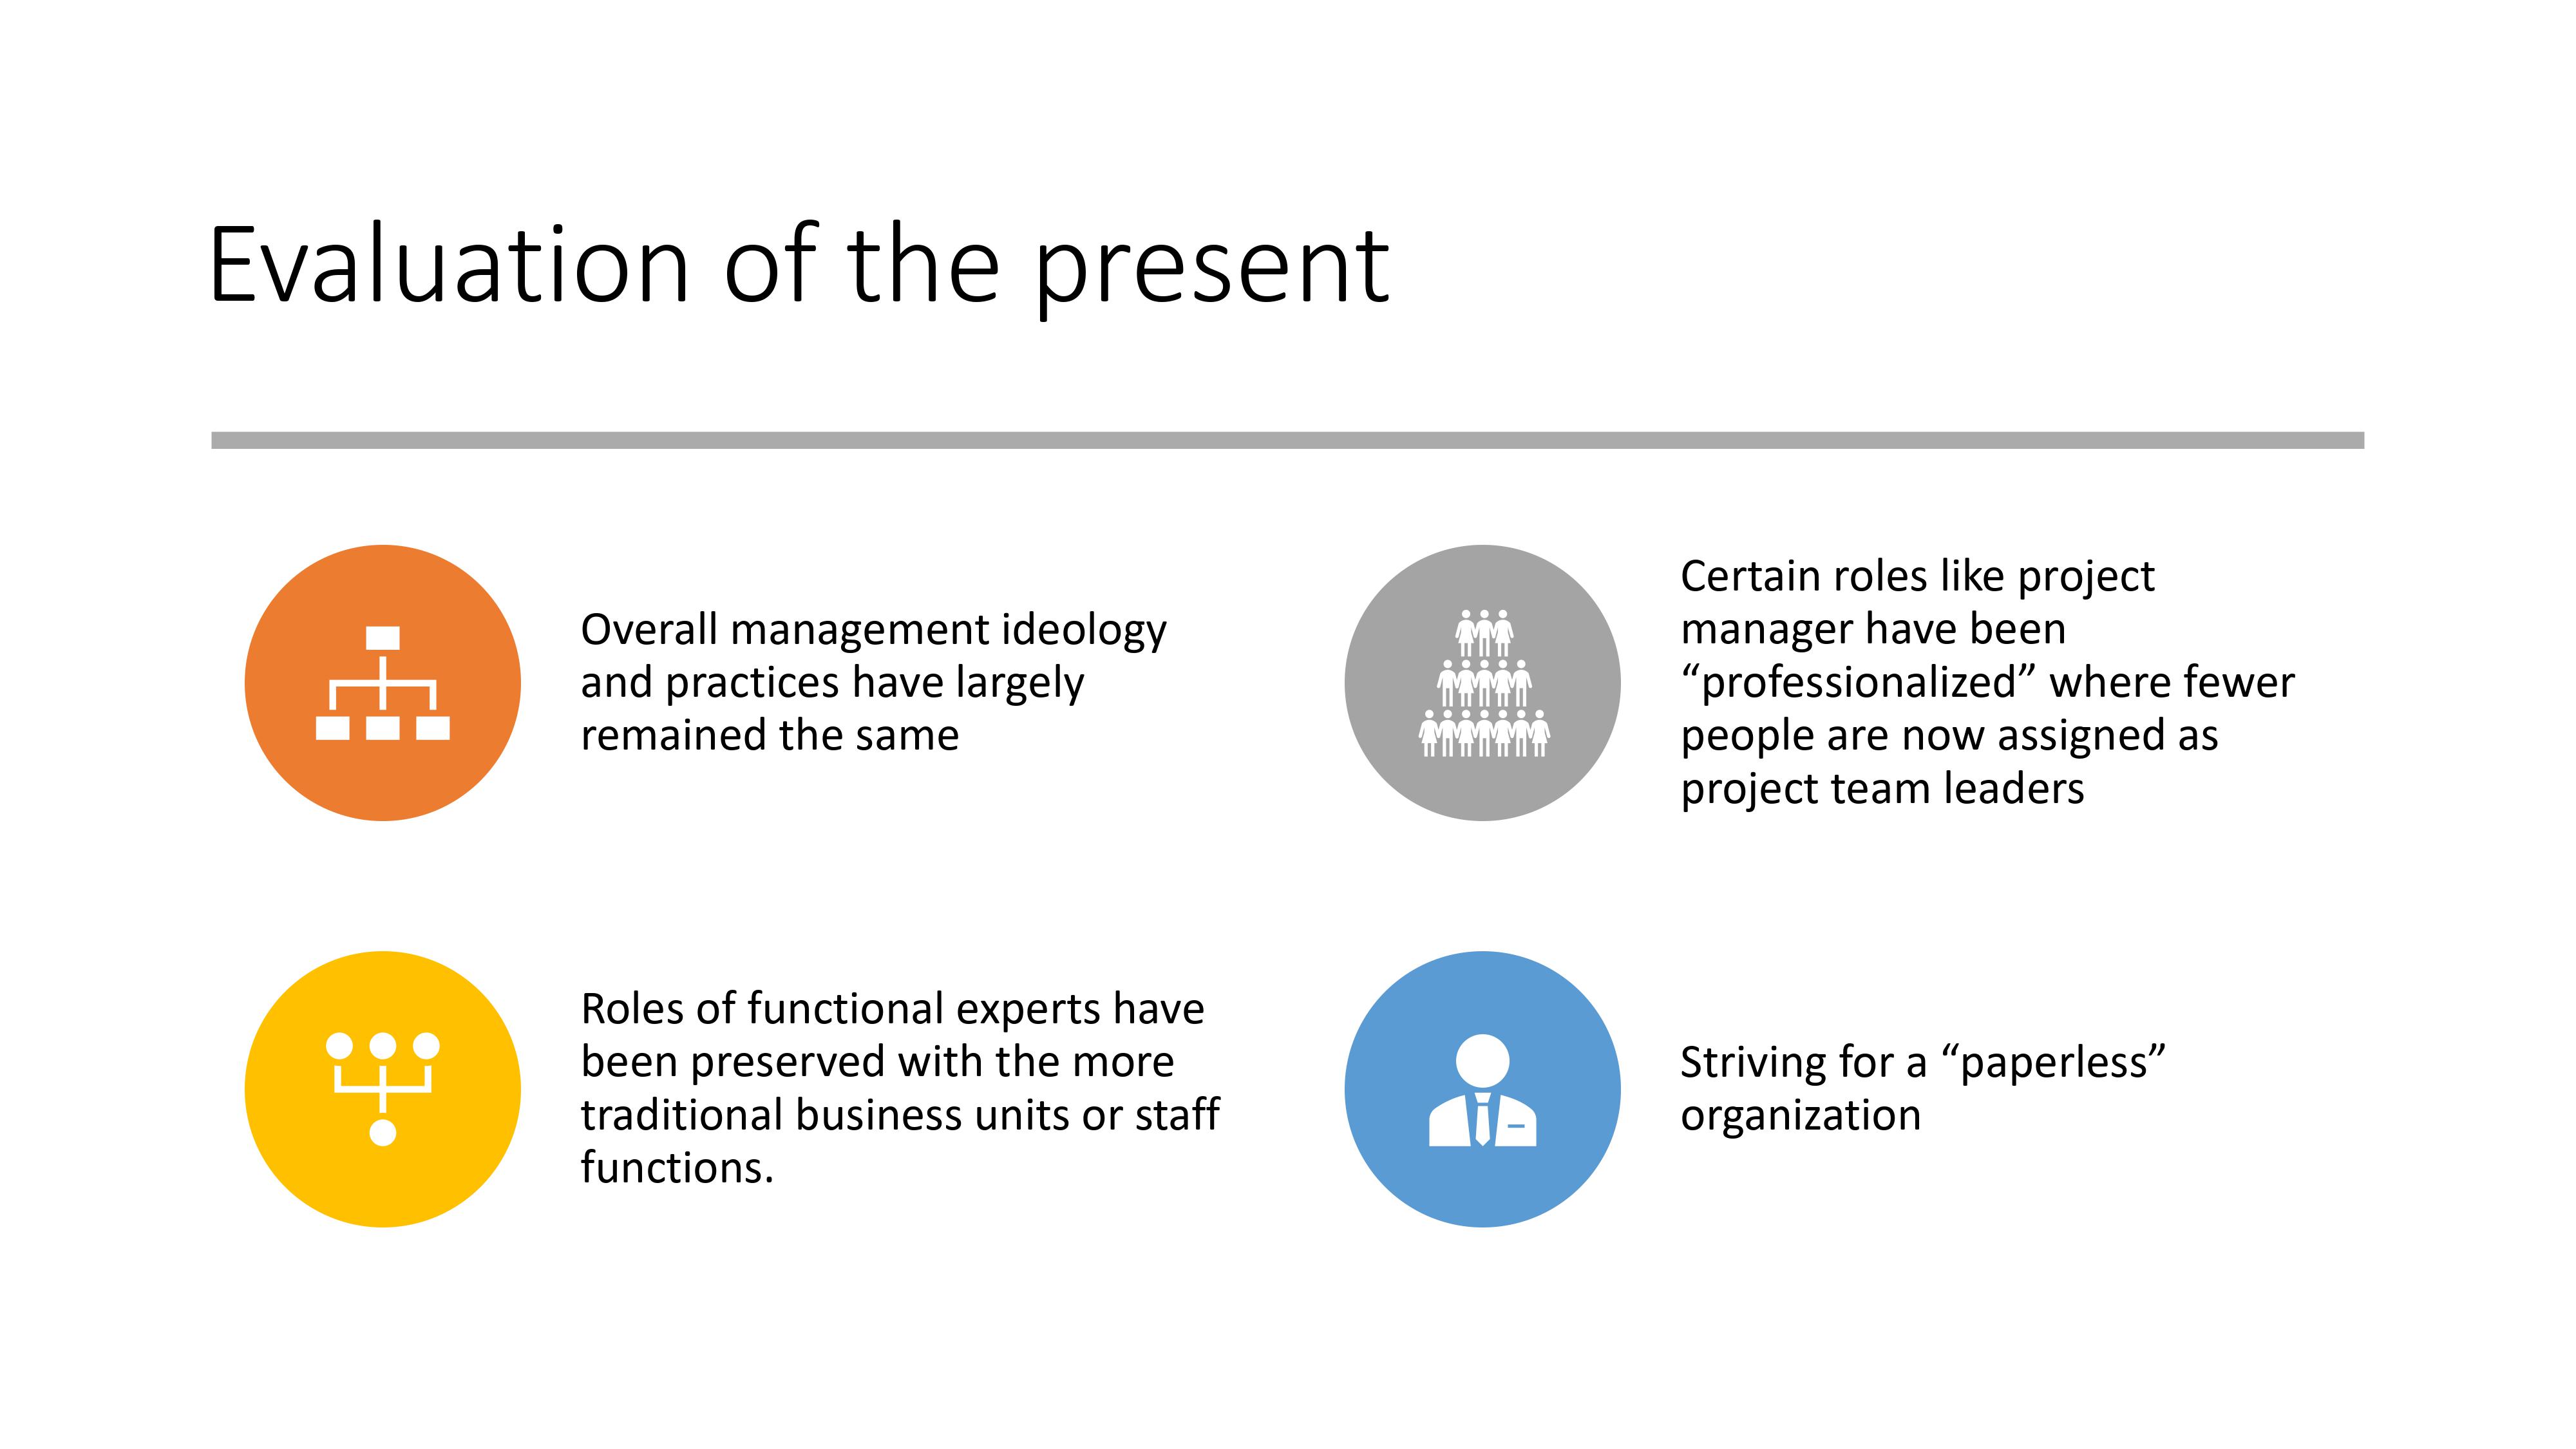 Evaluation of the present
Overall management ideology
and practices have largely
remained the same
Certain roles like project
manager have been
“professionalized” where fewer
people are now assigned as
project team leaders
Roles of functional experts have
been preserved with the more
traditional business units or staff
functions.
Striving for a “paperless”
organization